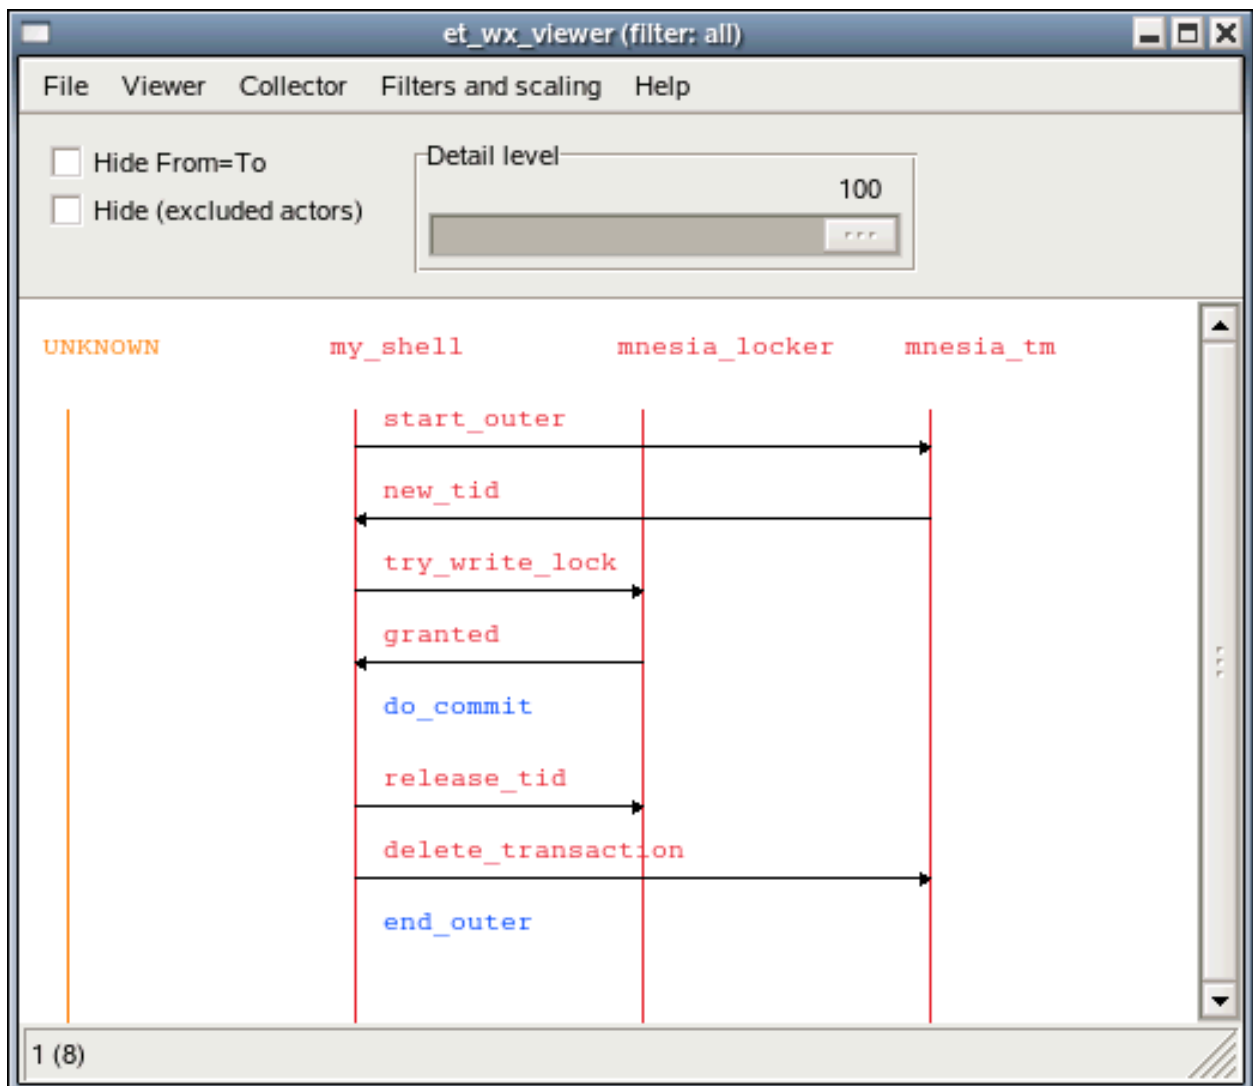 et_wx_viewer (filter: all)
File Viewer Collector Filters and scaling Help
Hide From=To
Hide (excluded actors)
Detail level
100
UNKNOWN my_shell mnesia_locker mnesia_tm
start_outer
new_tid
try_write_lock
granted
do_commit
release_tid
delete_transaction
end_outer
1 (8)